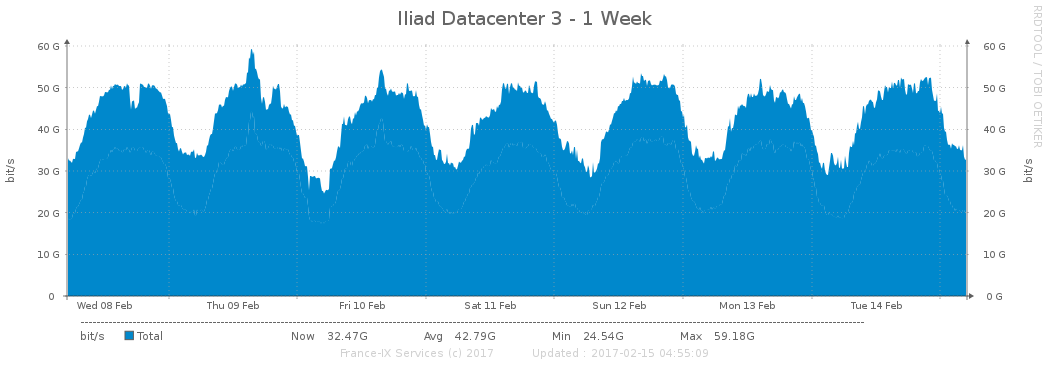 Iliad Datacenter 3 - 1 Week
RRDTOOL / TOBI OETIKER
60 G 60 G
50 G 50 G
40 G 40 G
30 G 30 G
20 G 20 G
10 G 10 G
0 0 G
bit/s bit/s
Wed 08 Feb Thu 09 Feb Fri 10 Feb Sat 11 Feb Sun 12 Feb Mon 13 Feb Tue 14 Feb
bit/s Total Now 32.47G Avg 42.79G Min 24.54G Max 59.18G
France-IX Services (c) 2017 Updated : 2017-02-15 04:55:09